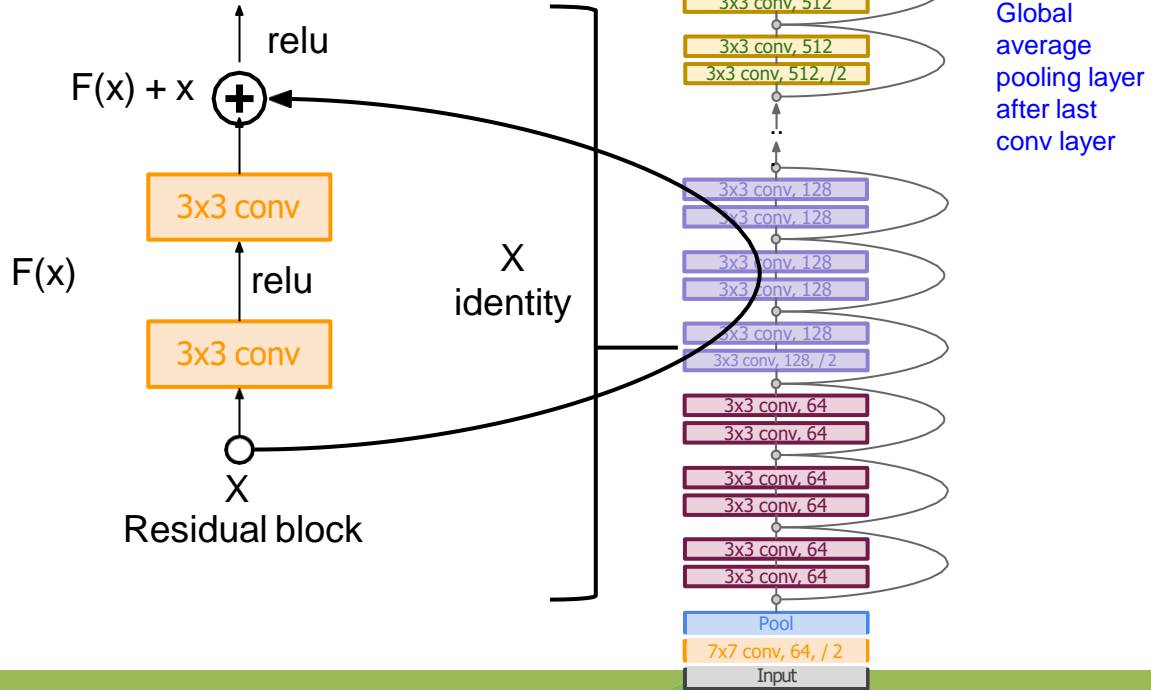 relu
F(x) + x
3x3 conv
F(x)
relu
3x3 conv
X
Residual block
X
identity
3x3 conv, 512
3x3 conv, 512
3x3 conv, 512, /2
..
.
3x3 conv, 128
3x3 conv, 128
3x3 conv, 128
3x3 conv, 128
3x3 conv, 128
3x3 conv, 128, / 2
3x3 conv, 64
3x3 conv, 64
3x3 conv, 64
3x3 conv, 64
3x3 conv, 64
3x3 conv, 64
Pool
7x7 conv, 64, / 2
Input
Global
average
pooling layer
after last
conv layer